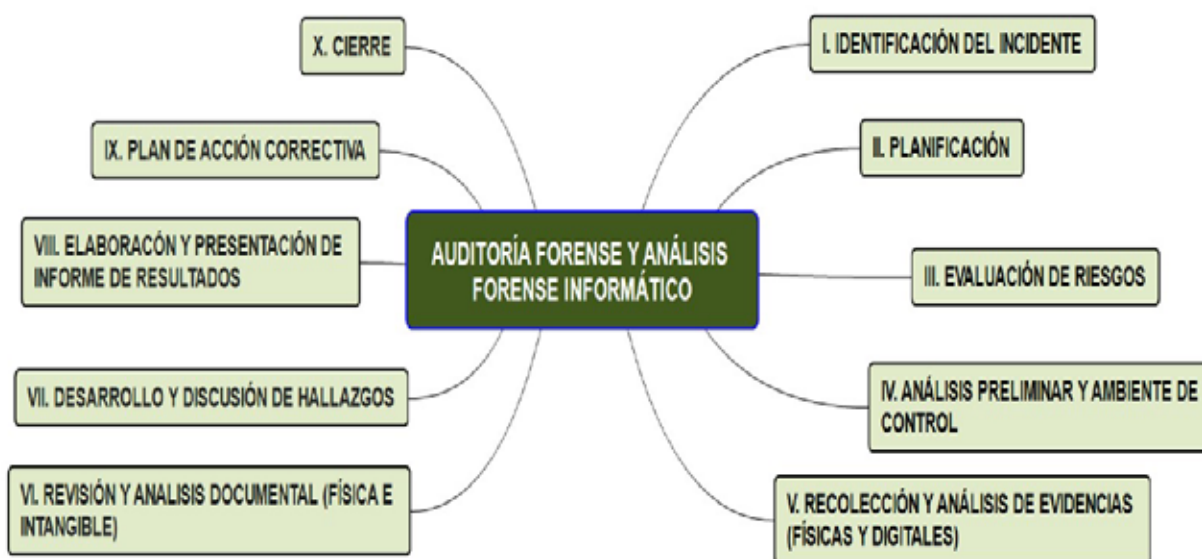 X. CIERRE
I. IDENTIFICACIÓN DEL INCIDENTE
IX. PLAN DE ACCIÓN CORRECTIVA
II. PLANIFICACIÓN
VIII. ELABORACÓN Y PRESENTACIÓN DE
INFORME DE RESULTADOS
AUDITORÍA FORENSE Y ANÁLISIS
FORENSE INFORMÁTICO
III. EVALUACIÓN DE RIESGOS
VII. DESARROLLO Y DISCUSIÓN DE HALLAZGOS
IV. ANÁLISIS PRELIMINAR Y AMBIENTE DE
CONTROL
VI. REVISIÓN Y ANALISIS DOCUMENTAL (FÍSICA E
INTANGIBLE)
V. RECOLECCIÓN Y ANÁLISIS DE EVIDENCIAS
(FÍSICAS Y DIGITALES)